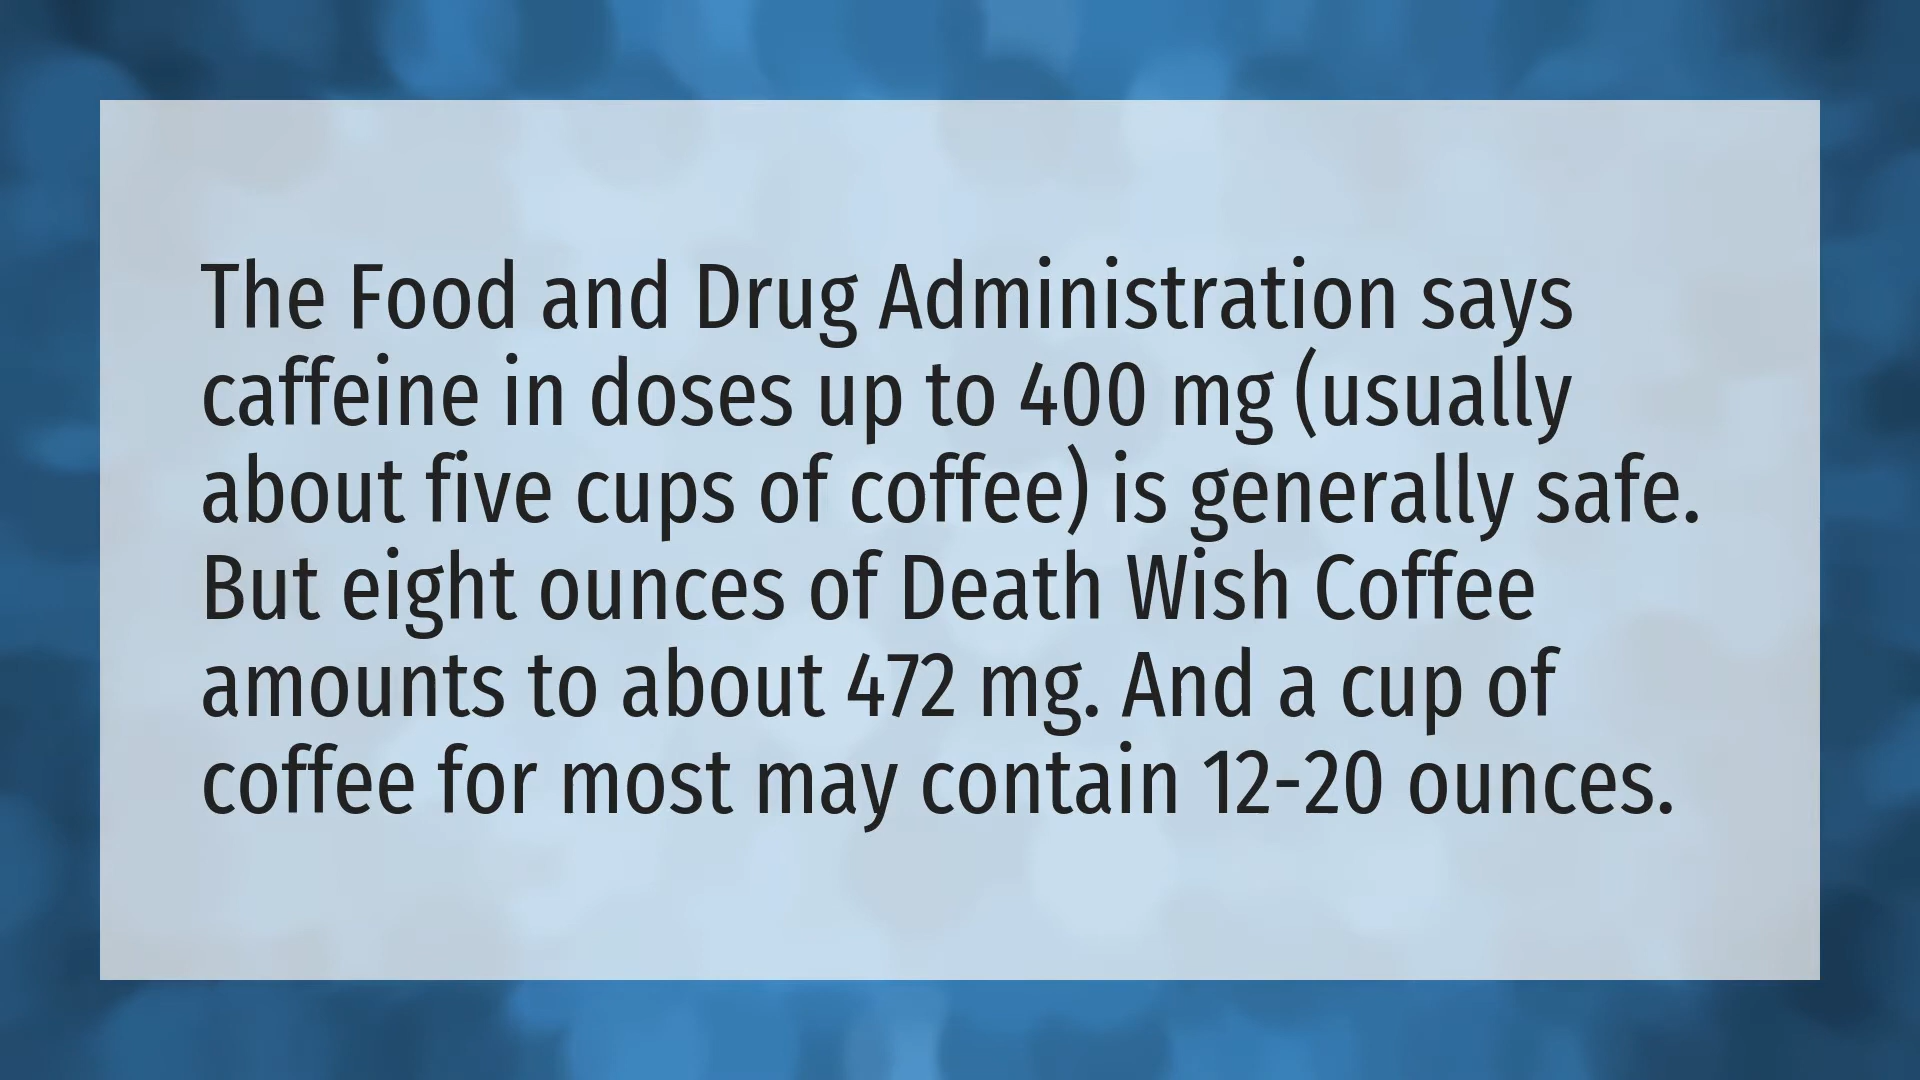 The Food and Drug Administration says
caffeine in doses up to 400 mg (usually
about five cups of coffee) is generally safe.
But eight ounces of Death Wish Coffee
amounts to about 472 mg. And a cup of
coffee for most may contain 12-20 ounces.